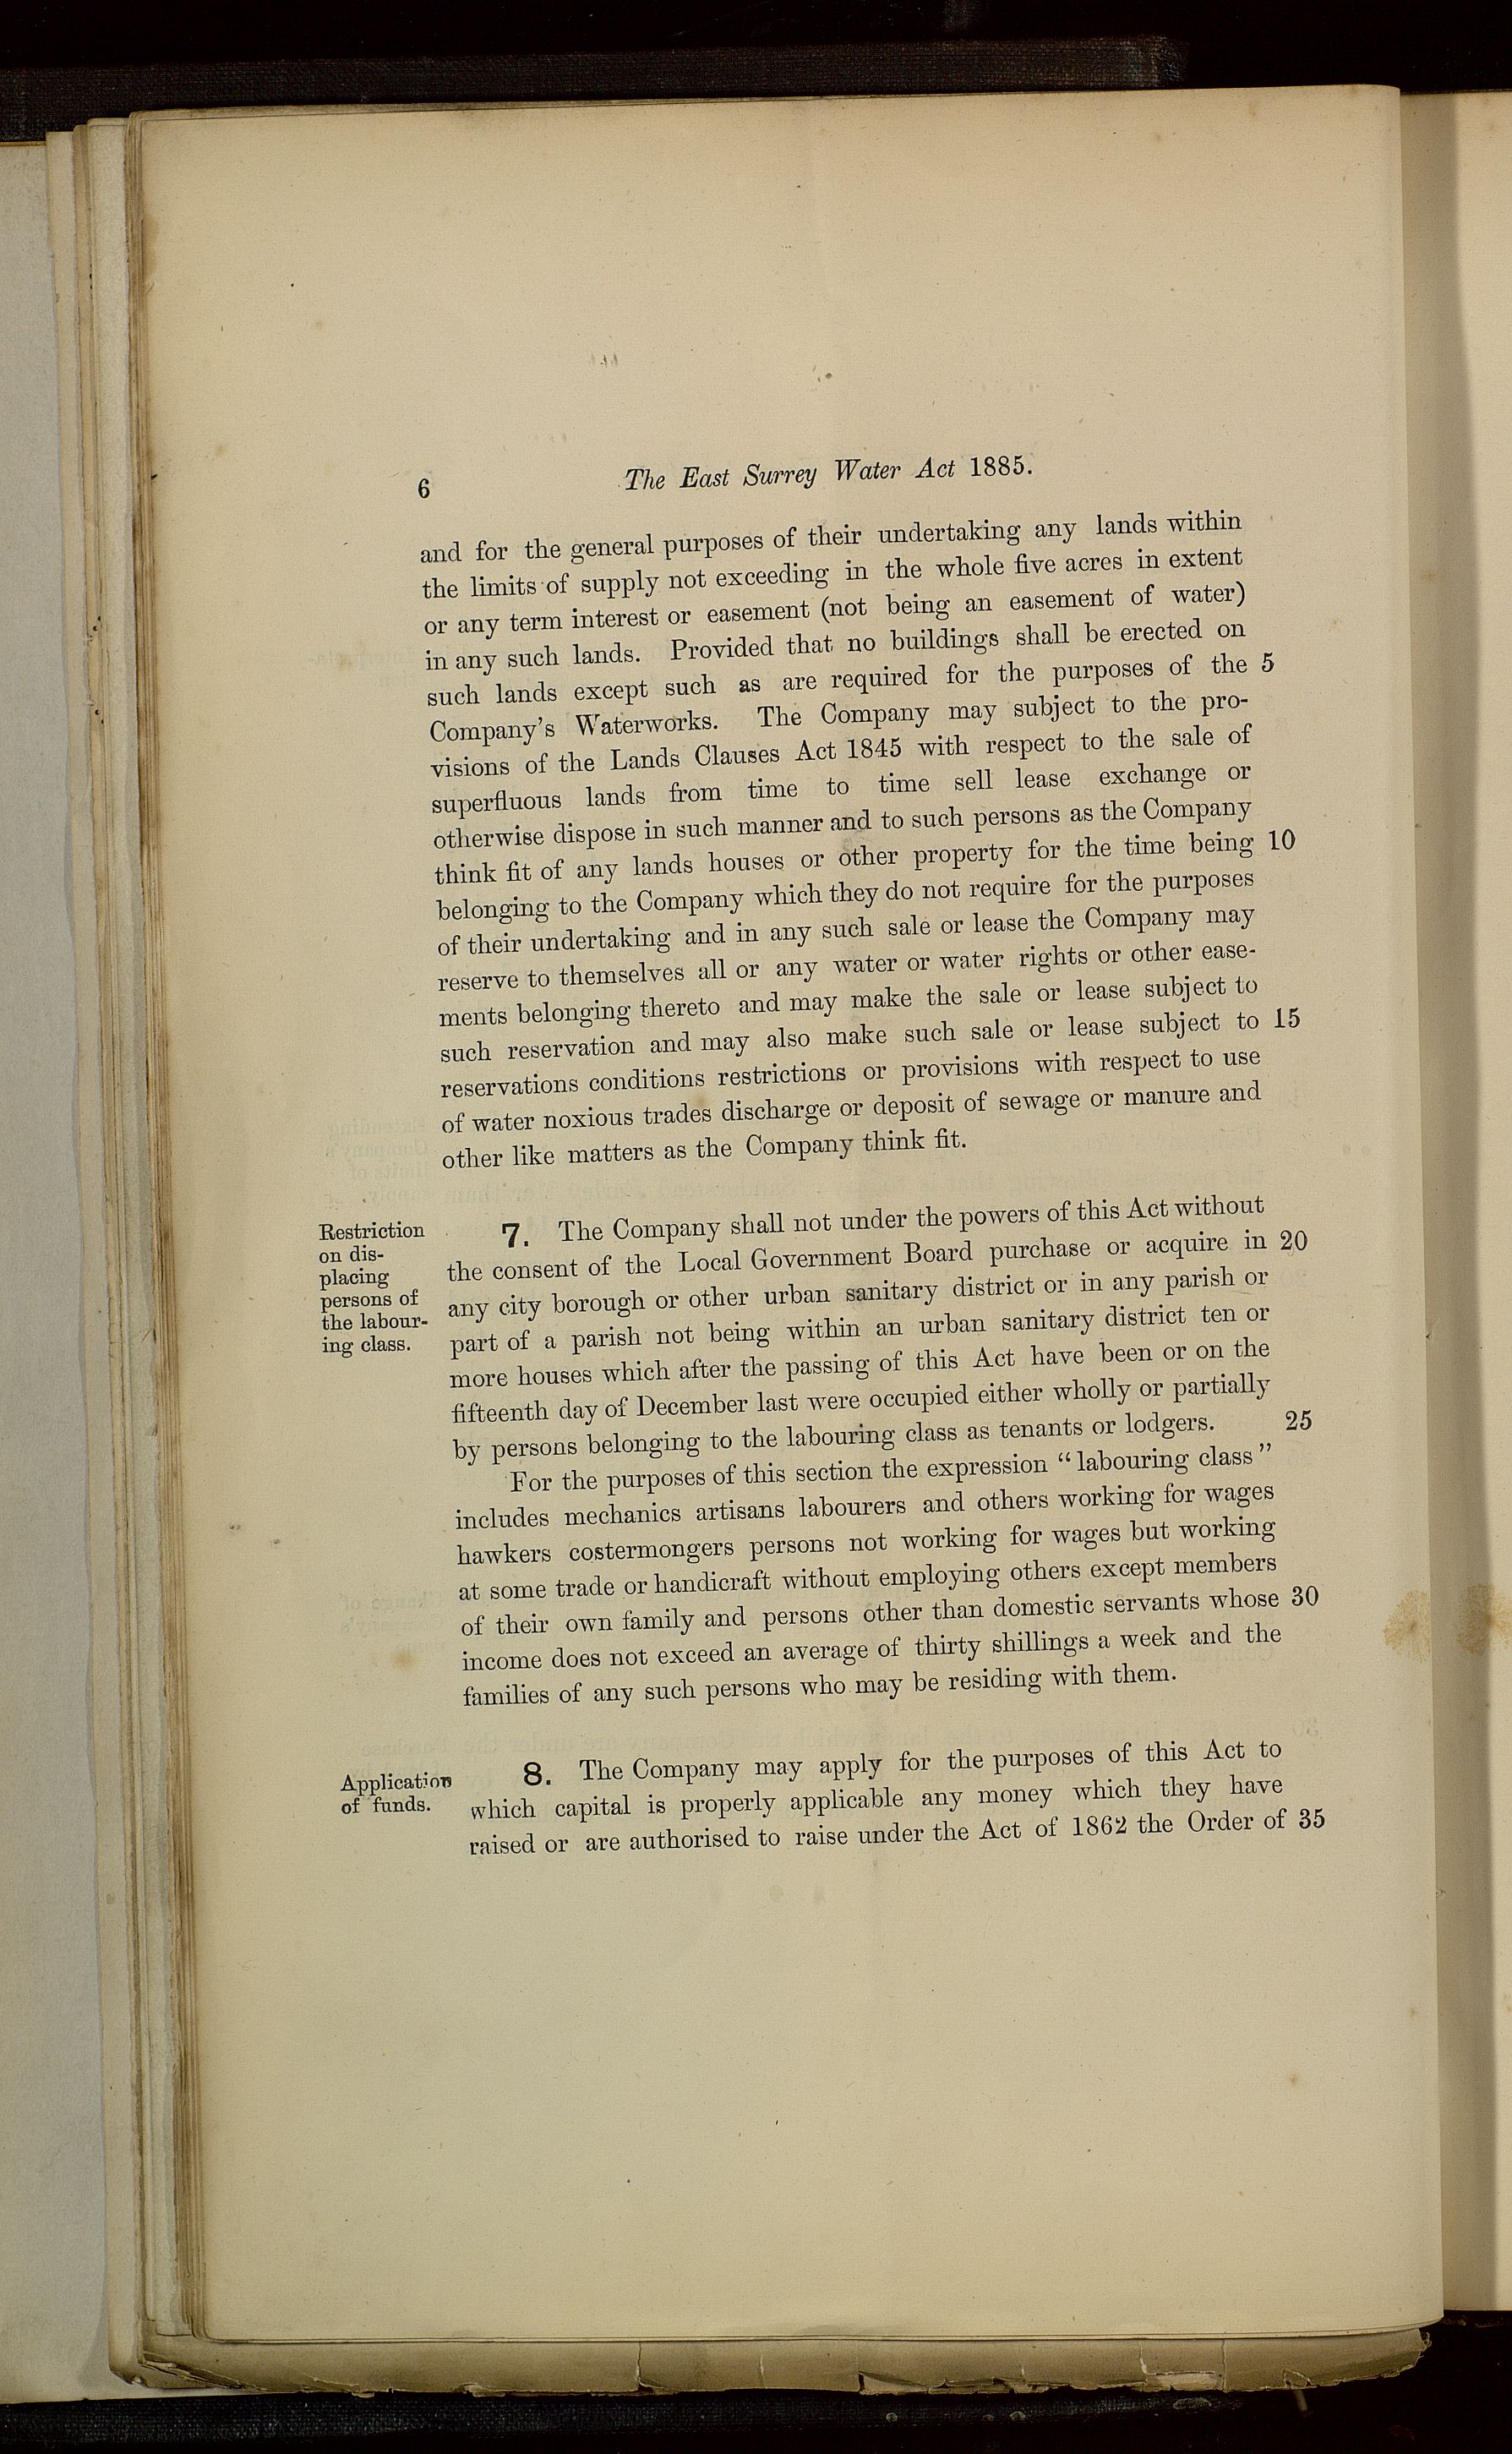 6 The East Surrey Water Act 1885.
and for the general purposes of their undertaking any lands within
the limits of supply not exceeding in the whole five acres in extent
or any term interest or easement (not being an easement of water)
in any such lands. Provided that no buildings shall be erected on
such lands except such as are required for the purposes of the 5
Company's Waterworks. The Company may subject to the pro-
visions of the Lands Clauses Act 1845 with respect to the sale of
superfluous lands from time to time sell lease exchange or
otherwise dispose in such manner and to such persons as the Company
think fit of any lands houses or other property for the time being 10
belonging to the Company which they do not require for the purposes
of their undertaking and in any such sale or lease the Company may
reserve to themselves all or any water or water rights or other ease-
ments belonging thereto and may make the sale or lease subject to
such reservation and may also make such sale or lease subject to 15
reservations conditions restrictions or provisions with respect to use
of water noxious trades discharge or deposit of sewage or manure and
other like matters as the Company think fit.
Restriction
on dis-
placing
persons of
the labour-
ing class.
7. The Company shall not under the powers of this Act without
the consent of the Local Government Board purchase or acquire in 20
any city borough or other urban sanitary district or in any parish or
part of a parish not being within an urban sanitary district ten or
more houses which after the passing of this Act have been or on the
fifteenth day of December last were occupied either wholly or partially
by persons belonging to the labouring class as tenants or lodgers. 25
For the purposes of this section the expression "labouring class"
includes mechanics artisans labourers and others working for wages
hawkers costermongers persons not working for wages but working
at some trade or handicraft without employing others except members
of their own family and persons other than domestic servants whose 30
income does not exceed an average of thirty shillings a week and the
families of any such persons who may be residing with them.
Application
of funds.
8. The Company may apply for the purposes of this Act to
which capital is properly applicable any money which they have
raised or are authorised to raise under the Act of 1862 the Order of 35